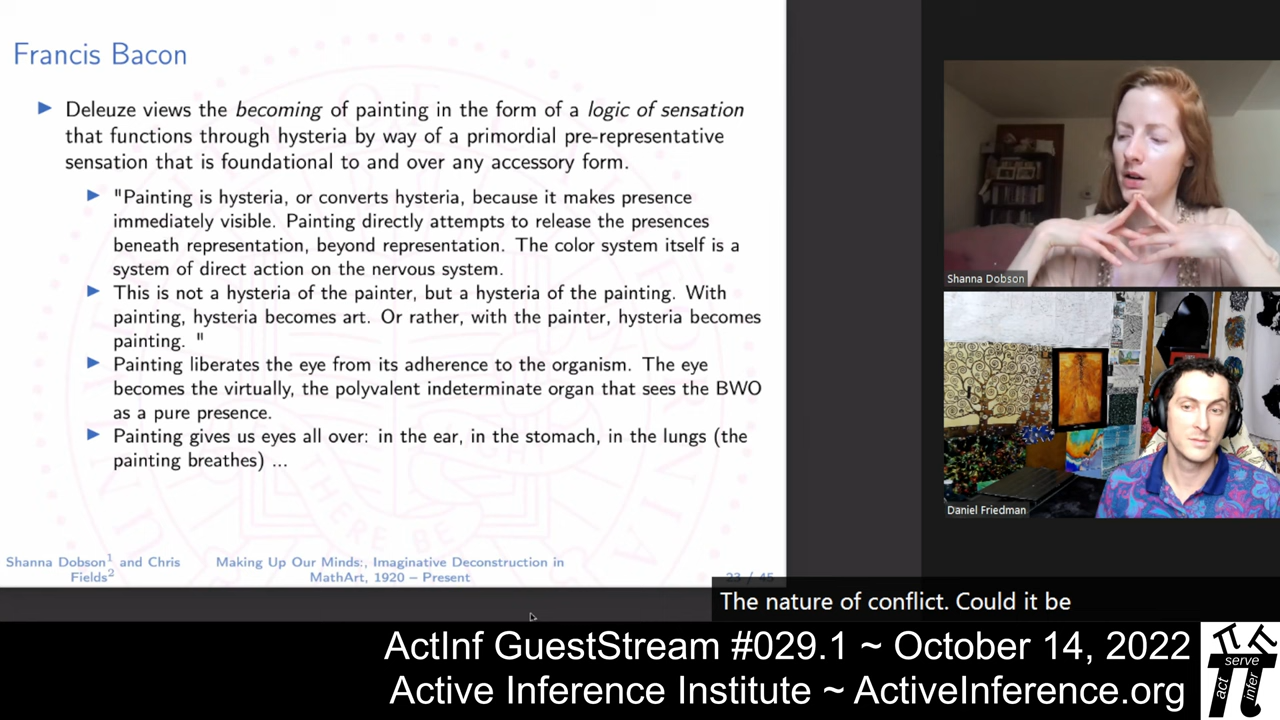 Francis Bacon
Deleuze views the becoming of painting in the form of a logic of sensation
that functions through hysteria by way of a primordial pre-representative
sensation that is foundational to and over any accessory form.
"Painting is hysteria, or converts hysteria, because it makes presence
immediately visible. Painting directly attempts to release the presences
beneath representation, beyond representation. The color system itself is a
system of direct action on the nervous system.
This is not a hysteria of the painter, but a hysteria of the painting. With
painting, hysteria becomes art. Or rather, with the painter, hysteria becomes
painting. "
Painting liberates the eye from its adherence to the organism. The eye
becomes the virtually, the polyvalent indeterminate organ that sees the BWO
as a pure presence.
Painting gives us eyes all over: in the ear, in the stomach, in the lungs (the
painting breathes) ...
Shanna Dobson1 and Chris
Fields2
Making Up Our Minds:, Imaginative Deconstruction in
MathArt, 1920 – Present
23 / 45
Shanna Dobson
Daniel Friedman
The nature of conflict. Could it be
ActInf GuestStream #029.1 ~ October 14, 2022
Active Inference Institute ~ ActiveInference.org
serve
act
infer